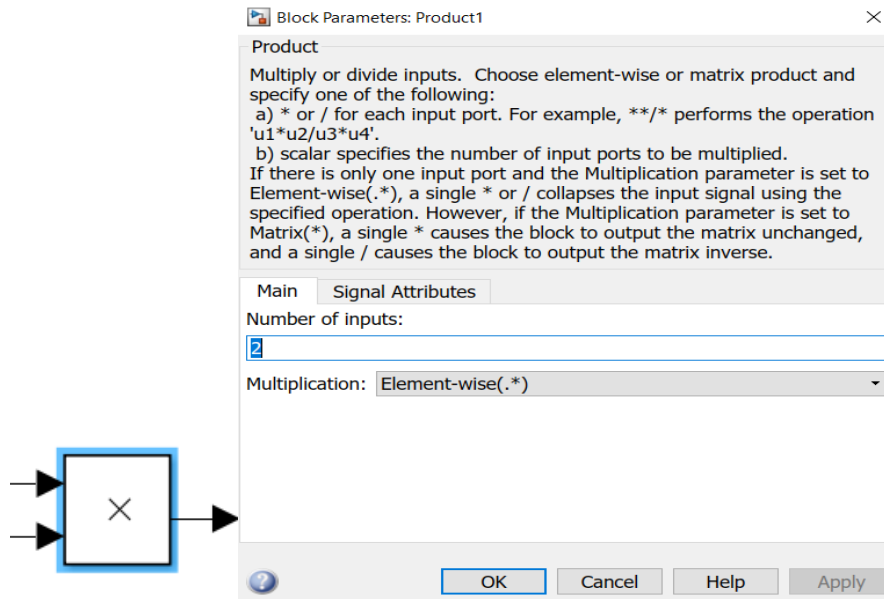 Block Parameters: Product1
Product
Multiply or divide inputs.  Choose element-wise or matrix product and
specify one of the following:
a) * or / for each input port. For example, **/* performs the operation
'u1*u2/u3*u4'.
b) scalar specifies the number of input ports to be multiplied.
If there is only one input port and the Multiplication parameter is set to
Element-wise(.*), a single * or / collapses the input signal using the
specified operation. However, if the Multiplication parameter is set to
Matrix(*), a single * causes the block to output the matrix unchanged,
and a single / causes the block to output the matrix inverse.
Main Signal Attributes
Number of inputs:
2
Multiplication: Element-wise(.*)
×
? OK Cancel Help Apply